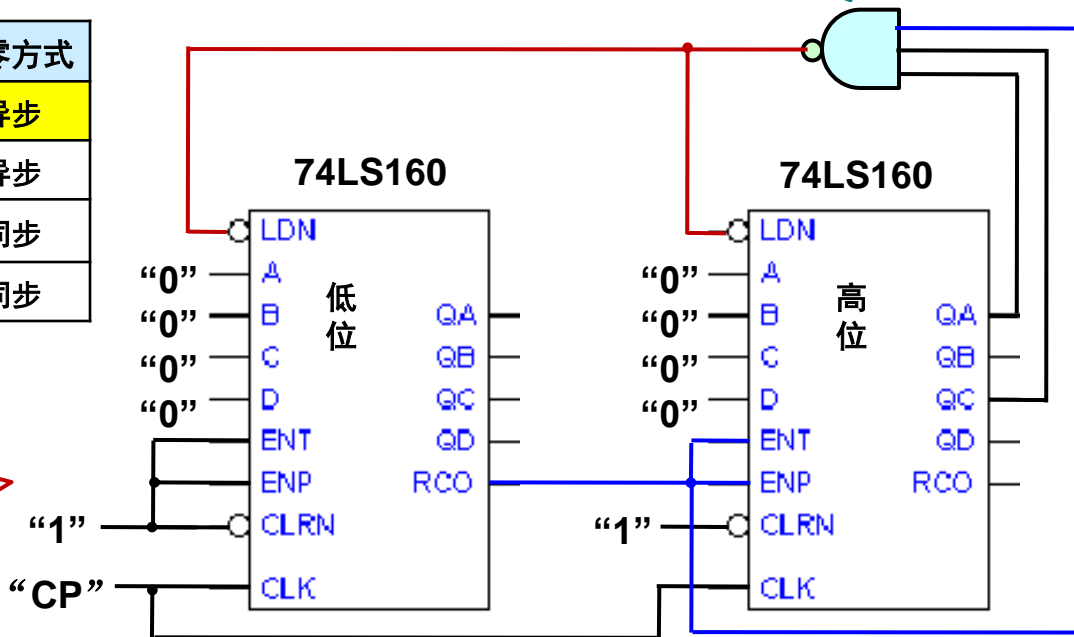 零方式
异步
异步
同步
同步
74LS160
LDN
“0” A
“0” B
“0” C
“0” D
低位
QA
QB
QC
QD
ENT
ENP
RCO
“1” CLRN
“CP” CLK
74LS160
LDN
“0” A
“0” B
“0” C
“0” D
高位
QA
QB
QC
QD
ENT
ENP
RCO
“1” CLRN
CLK